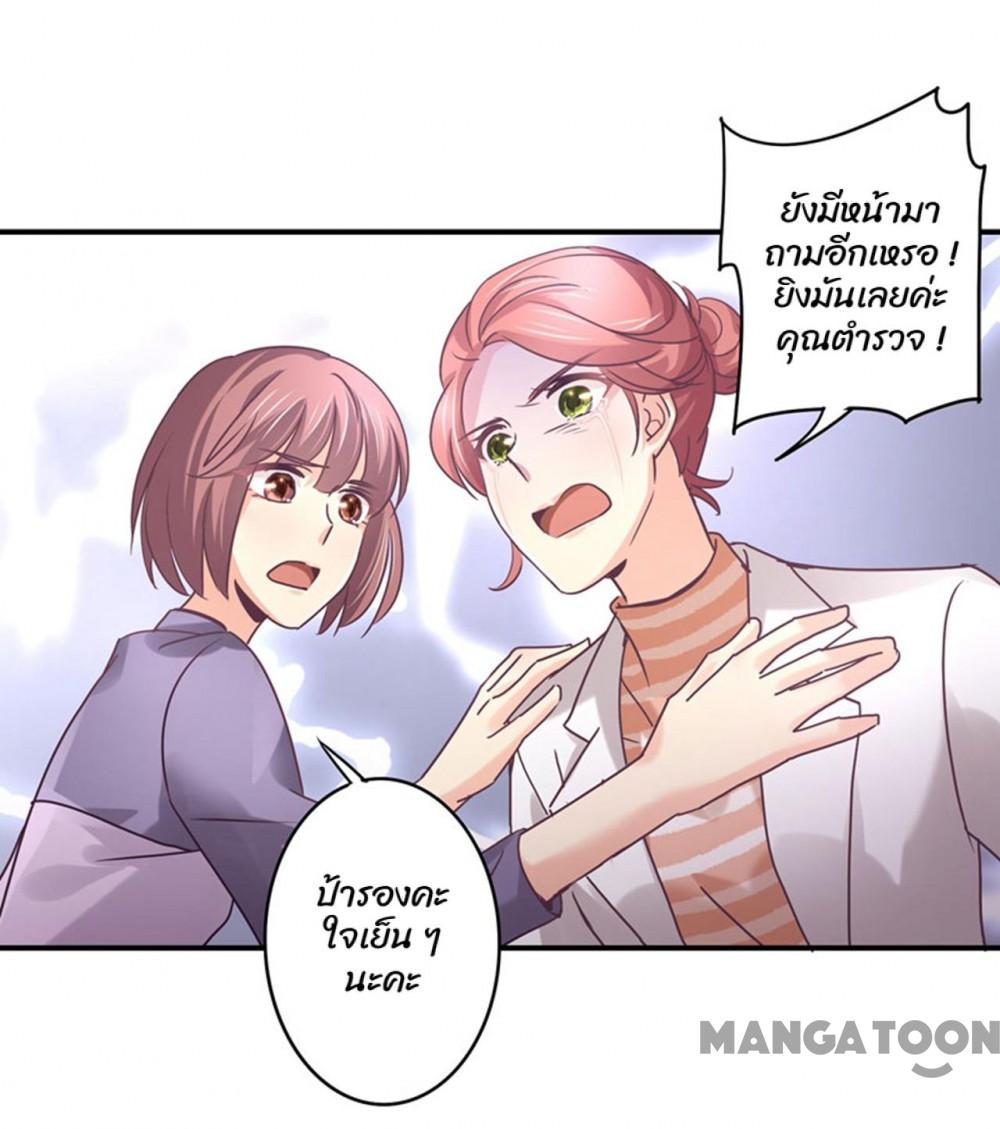 ยังมีหน้ามา
ถามอีกเหรอ !
ยิงมันเลยค่ะ
คุณตำรวจ !
ป้ารองคะ
ใจเย็น ๆ
นะคะ
MANGATOON